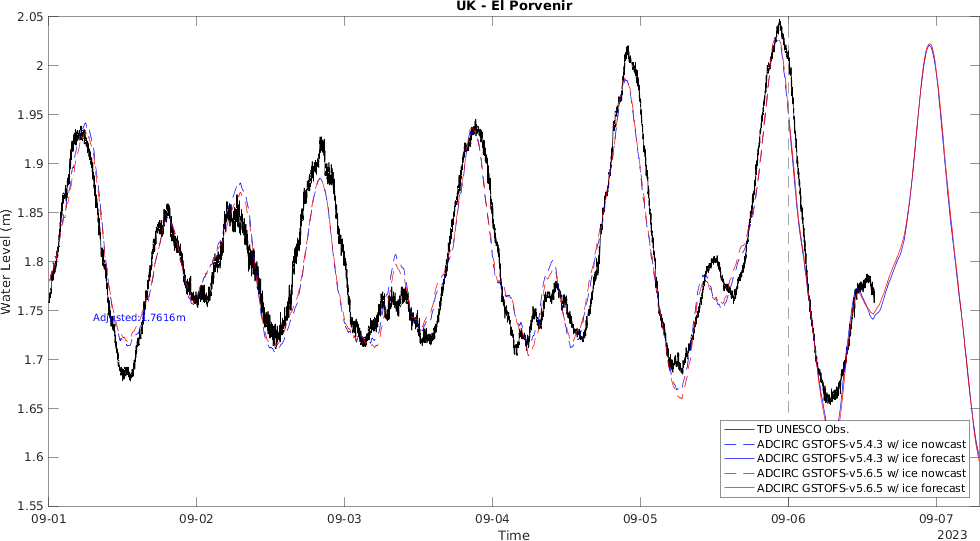 UK - El Porvenir
2.05
2
1.95
1.9
1.85
1.8
1.75
1.7
1.65
1.6
1.55
Water Level (m)
Adjusted:1.7616m
TD UNESCO Obs.
ADCIRC GSTOFS-v5.4.3 w/ ice nowcast
ADCIRC GSTOFS-v5.4.3 w/ ice forecast
ADCIRC GSTOFS-v5.6.5 w/ ice nowcast
ADCIRC GSTOFS-v5.6.5 w/ ice forecast
09-01 09-02 09-03 09-04 09-05 09-06 09-07
Time
2023